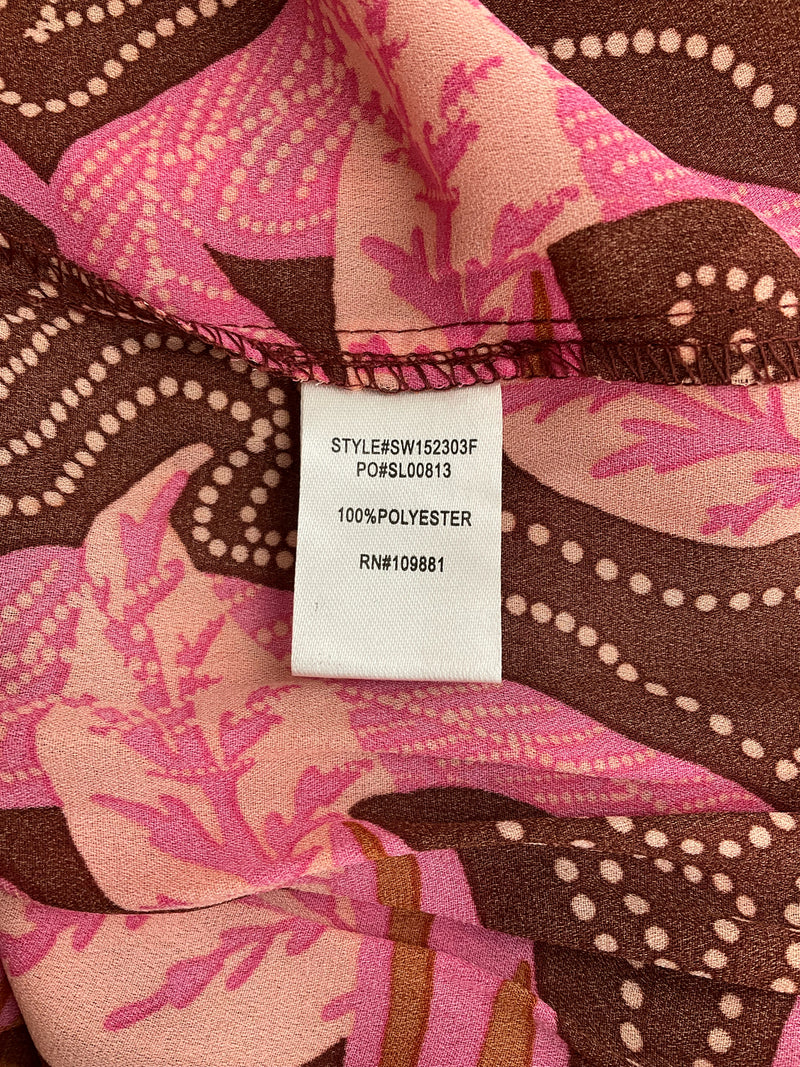 STYLE#SW152303F
PO#SL00813
100%POLYESTER
RN#109881